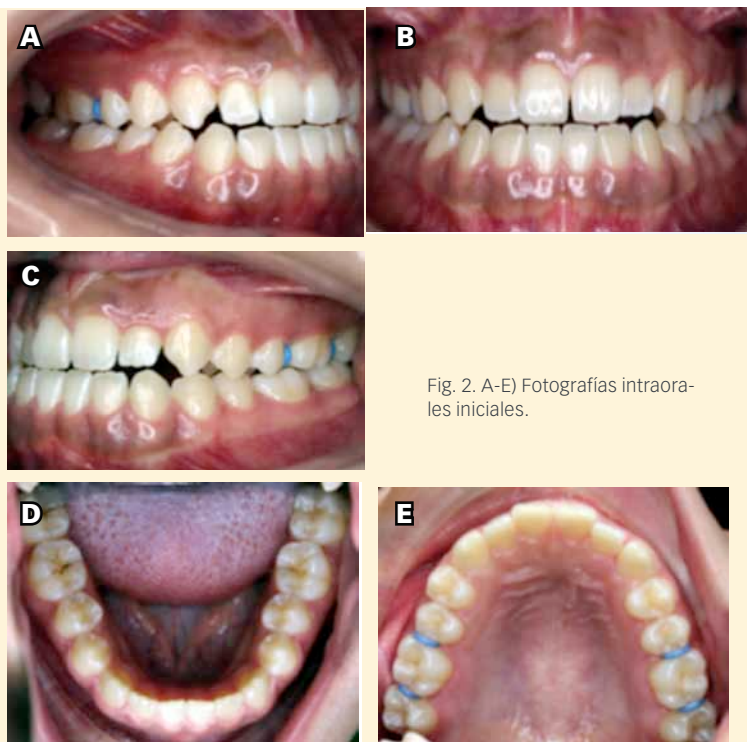 A
B
C
Fig. 2. A-E) Fotografías intraora-
les iniciales.
D
E